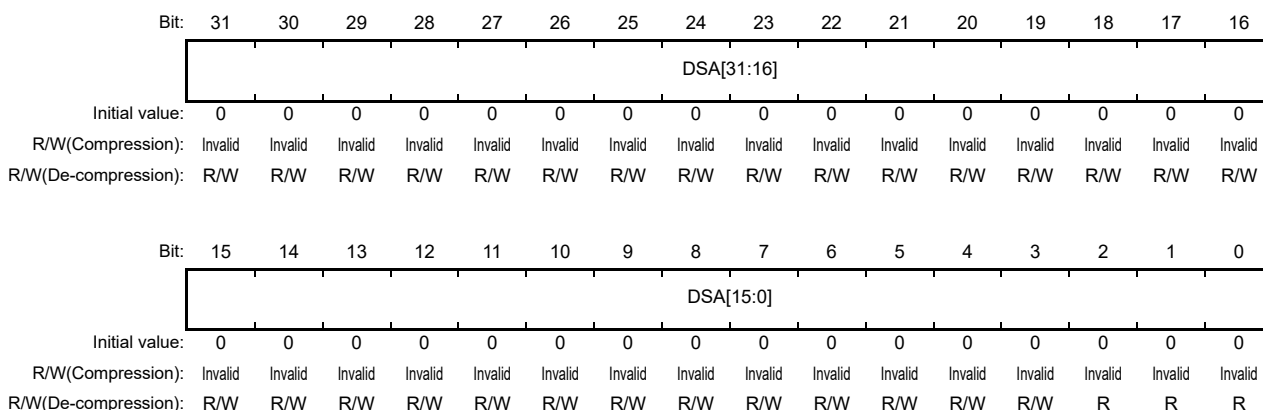 Bit: 31 30 29 28 27 26 25 24 23 22 21 20 19 18 17 16
DSA[31:16]
Initial value: 0 0 0 0 0 0 0 0 0 0 0 0 0 0 0 0
R/W(Compression): Invalid Invalid Invalid Invalid Invalid Invalid Invalid Invalid Invalid Invalid Invalid Invalid Invalid Invalid Invalid Invalid
R/W(De-compression): R/W R/W R/W R/W R/W R/W R/W R/W R/W R/W R/W R/W R/W R/W R/W R/W
Bit: 15 14 13 12 11 10 9 8 7 6 5 4 3 2 1 0
DSA[15:0]
Initial value: 0 0 0 0 0 0 0 0 0 0 0 0 0 0 0 0
R/W(Compression): Invalid Invalid Invalid Invalid Invalid Invalid Invalid Invalid Invalid Invalid Invalid Invalid Invalid Invalid Invalid Invalid
R/W(De-compression): R/W R/W R/W R/W R/W R/W R/W R/W R/W R/W R/W R/W R/W R R R